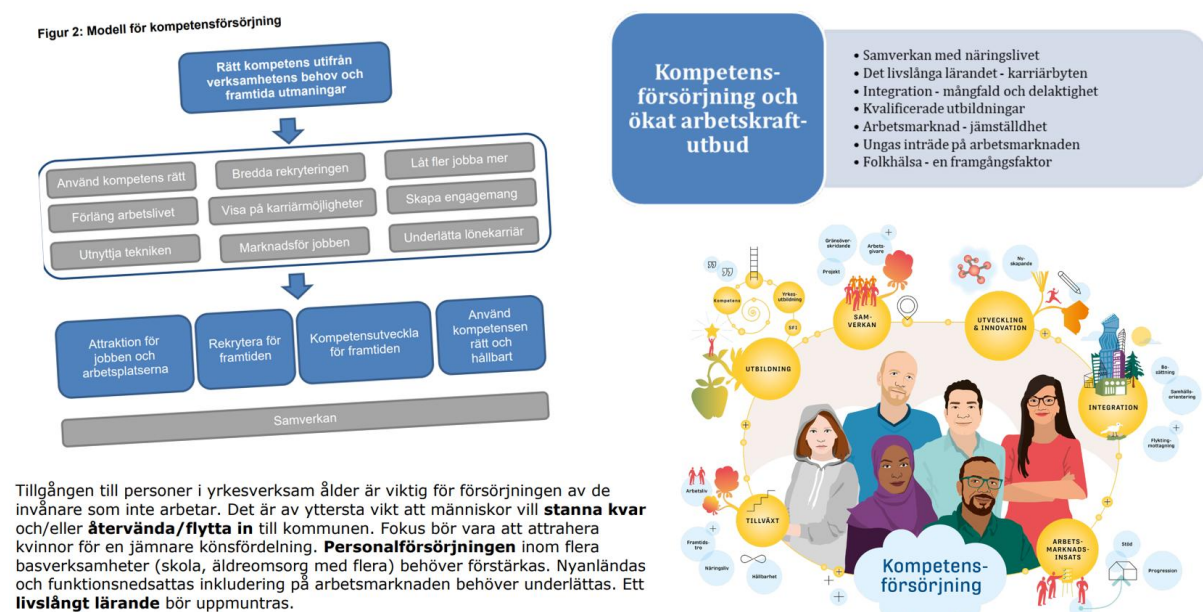 Figur 2: Modell för kompetensförsörjning
Rätt kompetens utifrån
verksamhetens behov och
framtida utmaningar
Använd kompetens rätt
Bredda rekryteringen
Låt fler jobba mer
Förläng arbetslivet
Visa på karriärmöjligheter
Skapa engagemang
Utnyttja tekniken
Marknadsför jobben
Underlätta lönekarriär
Attraktion för
jobben och
arbetsplatserna
Rekrytera för
framtiden
Kompetensutveckla
för framtiden
Använd
kompetensen
rätt och
hållbart
Samverkan
Tillgången till personer i yrkesverksam ålder är viktig för försörjningen av de
invånare som inte arbetar. Det är av yttersta vikt att människor vill stanna kvar
och/eller återvända/flytta in till kommunen. Fokus bör vara att attrahera
kvinnor för en jämnare könsfördelning. Personalförsörjningen inom flera
basverksamheter (skola, äldreomsorg med flera) behöver förstärkas. Nyanländas
och funktionsnedsattas inkludering på arbetsmarknaden behöver underlättas. Ett
livslångt lärande bör uppmuntras.
Kompetens-
försörjning och
ökat arbetskraft-
utbud
• Samverkan med näringslivet
• Det livslånga lärandet - karriärbyten
• Integration - mångfald och delaktighet
• Kvalificerade utbildningar
• Arbetsmarknad - jämställdhet
• Ungas inträde på arbetsmarknaden
• Folkhälsa - en framgångsfaktor
Kompetens
Yrkes-
utbildning
SFI
UTBILDNING
Gränsöver-
skridande
Arbets-
givare
Projekt
SAM-
VERKAN
Ny-
skapande
UTVECKLING
& INNOVATION
INTEGRATION
Bo-
sättning
Samhälls-
orientering
Flykting-
mottagning
Arbetsliv
TILLVÄXT
Framtids-
tro
Näringsliv
Hållbarhet
Kompetens-
försörjning
ARBETS-
MARKNADS-
INSATS
Stöd
Progression